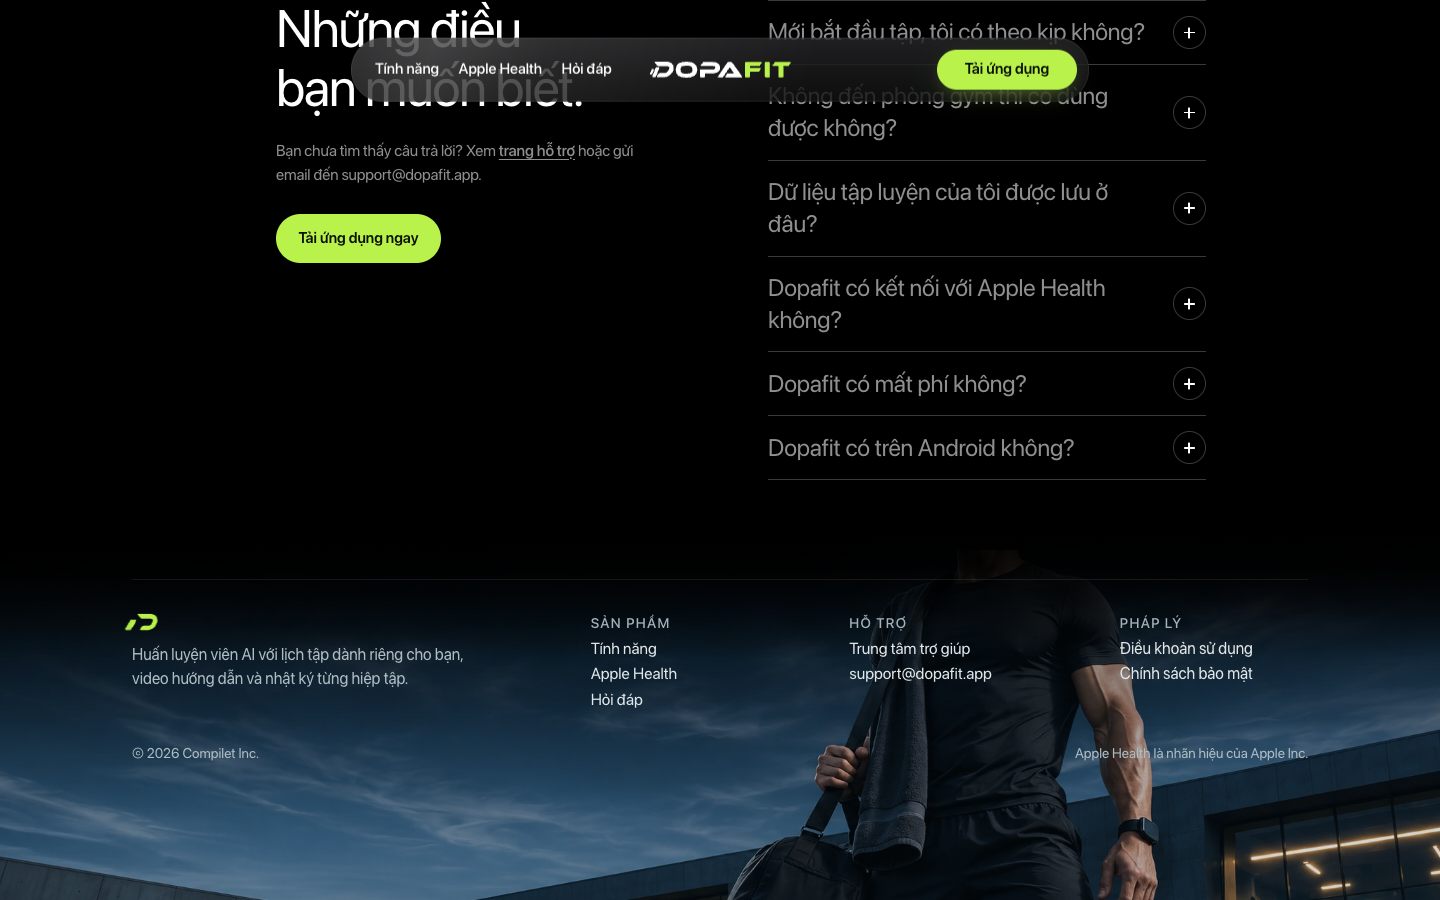 Những điều
bạn muốn biết.
Tính năng
Apple Health
Hỏi đáp
DOPAFIT
Tải ứng dụng
Bạn chưa tìm thấy câu trả lời? Xem trang hỗ trợ hoặc gửi
email đến support@dopafit.app.
Tải ứng dụng ngay
Mới bắt đầu tập, tôi có theo kịp không?
Không đến phòng gym thì có dùng
được không?
Dữ liệu tập luyện của tôi được lưu ở
đâu?
Dopafit có kết nối với Apple Health
không?
Dopafit có mất phí không?
Dopafit có trên Android không?
Huấn luyện viên AI với lịch tập dành riêng cho bạn,
video hướng dẫn và nhật ký từng hiệp tập.
SẢN PHẨM
Tính năng
Apple Health
Hỏi đáp
HỖ TRỢ
Trung tâm trợ giúp
support@dopafit.app
PHÁP LÝ
Điều khoản sử dụng
Chính sách bảo mật
© 2026 Compilet Inc.
Apple Health là nhãn hiệu của Apple Inc.